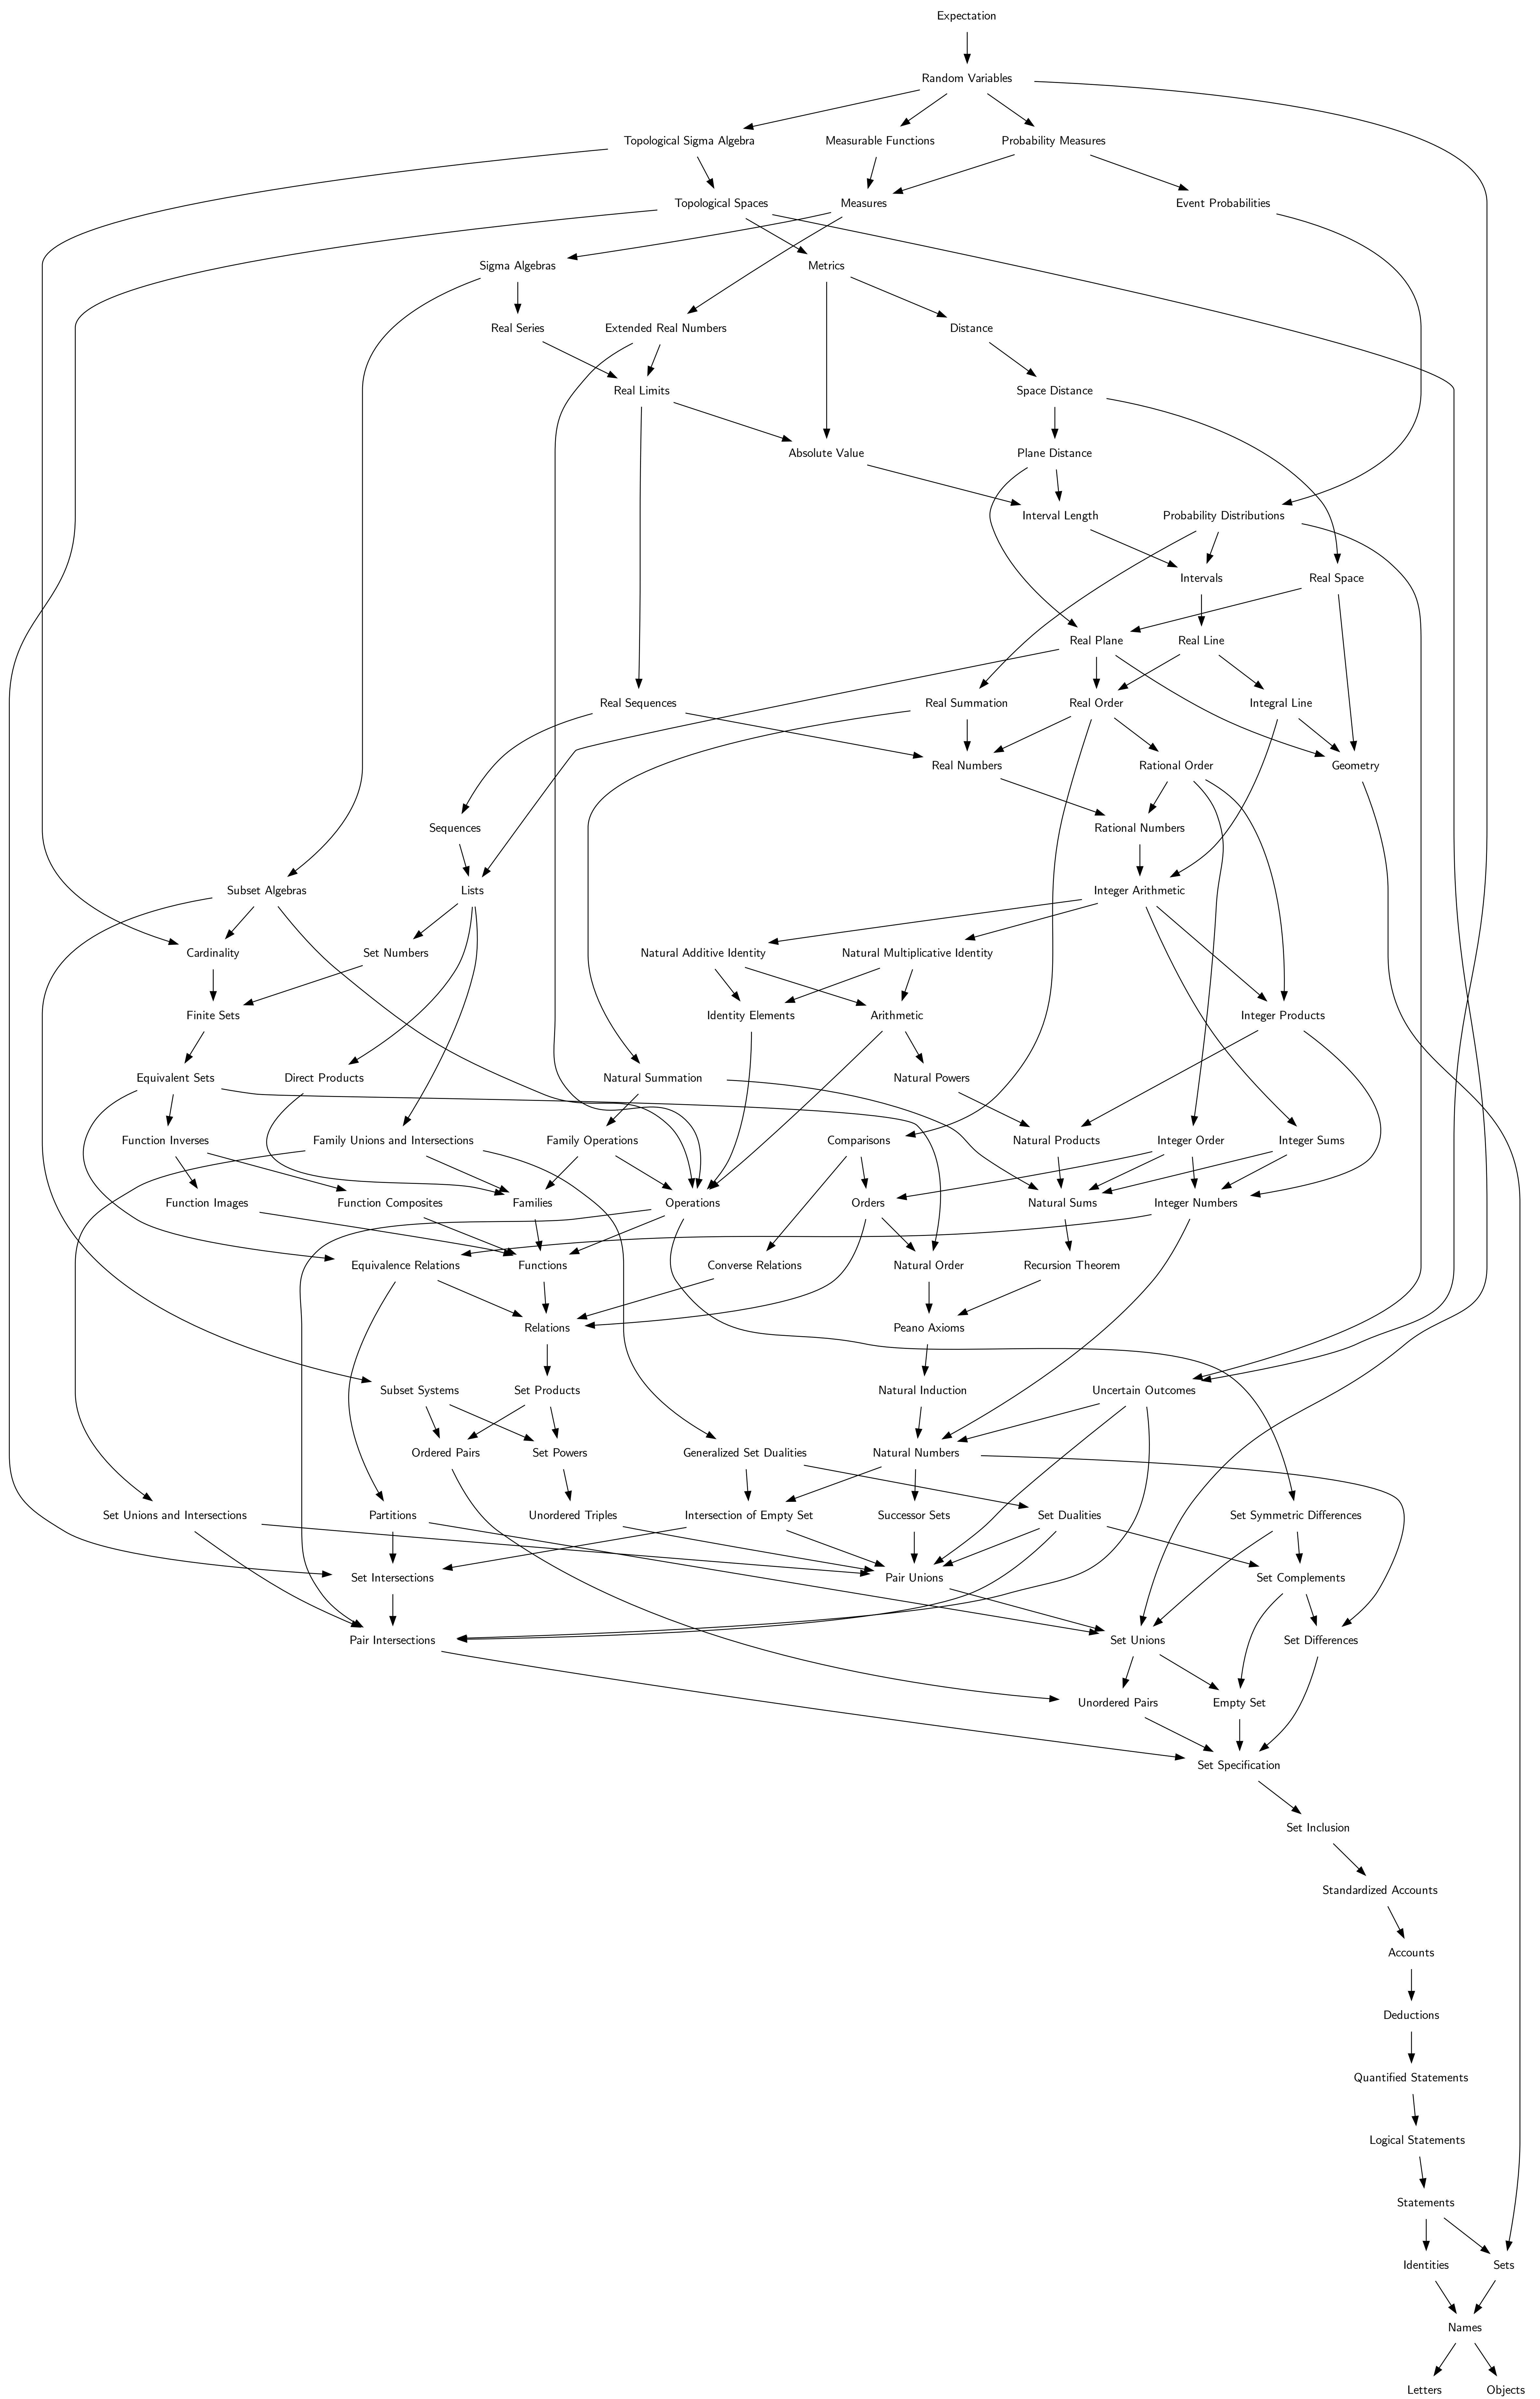 Expectation
Random Variables
Topological Sigma Algebra
Measurable Functions
Probability Measures
Topological Spaces
Measures
Event Probabilities
Sigma Algebras
Metrics
Real Series
Extended Real Numbers
Distance
Real Limits
Space Distance
Absolute Value
Plane Distance
Interval Length
Probability Distributions
Intervals
Real Space
Real Plane
Real Line
Real Sequences
Real Summation
Real Order
Integral Line
Real Numbers
Rational Order
Geometry
Sequences
Rational Numbers
Subset Algebras
Lists
Integer Arithmetic
Cardinality
Set Numbers
Natural Additive Identity
Natural Multiplicative Identity
Finite Sets
Identity Elements
Arithmetic
Integer Products
Equivalent Sets
Direct Products
Natural Summation
Natural Powers
Function Inverses
Family Unions and Intersections
Family Operations
Comparisons
Natural Products
Integer Order
Integer Sums
Function Images
Function Composites
Families
Operations
Orders
Natural Sums
Integer Numbers
Equivalence Relations
Functions
Converse Relations
Natural Order
Recursion Theorem
Relations
Peano Axioms
Subset Systems
Set Products
Natural Induction
Uncertain Outcomes
Ordered Pairs
Set Powers
Generalized Set Dualities
Natural Numbers
Set Unions and Intersections
Partitions
Unordered Triples
Intersection of Empty Set
Successor Sets
Set Dualities
Set Symmetric Differences
Set Intersections
Pair Unions
Set Complements
Pair Intersections
Set Unions
Set Differences
Unordered Pairs
Empty Set
Set Specification
Set Inclusion
Standardized Accounts
Accounts
Deductions
Quantified Statements
Logical Statements
Statements
Identities
Sets
Names
Letters
Objects